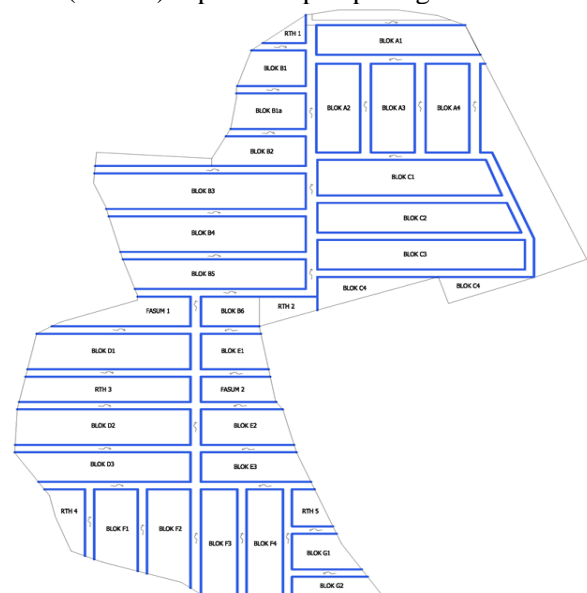 RTH 1
BLOK A1
BLOK B1
BLOK B1a
BLOK A2
BLOK A3
BLOK A4
BLOK B2
BLOK C1
BLOK B3
BLOK C2
BLOK B4
BLOK C3
BLOK B5
BLOK C4
BLOK C4
FASUM 1
BLOK B6
RTH 2
BLOK D1
BLOK E1
RTH 3
FASUM 2
BLOK D2
BLOK E2
BLOK D3
BLOK E3
RTH 4
BLOK F1
BLOK F2
BLOK F3
BLOK F4
RTH 5
BLOK G1
BLOK G2